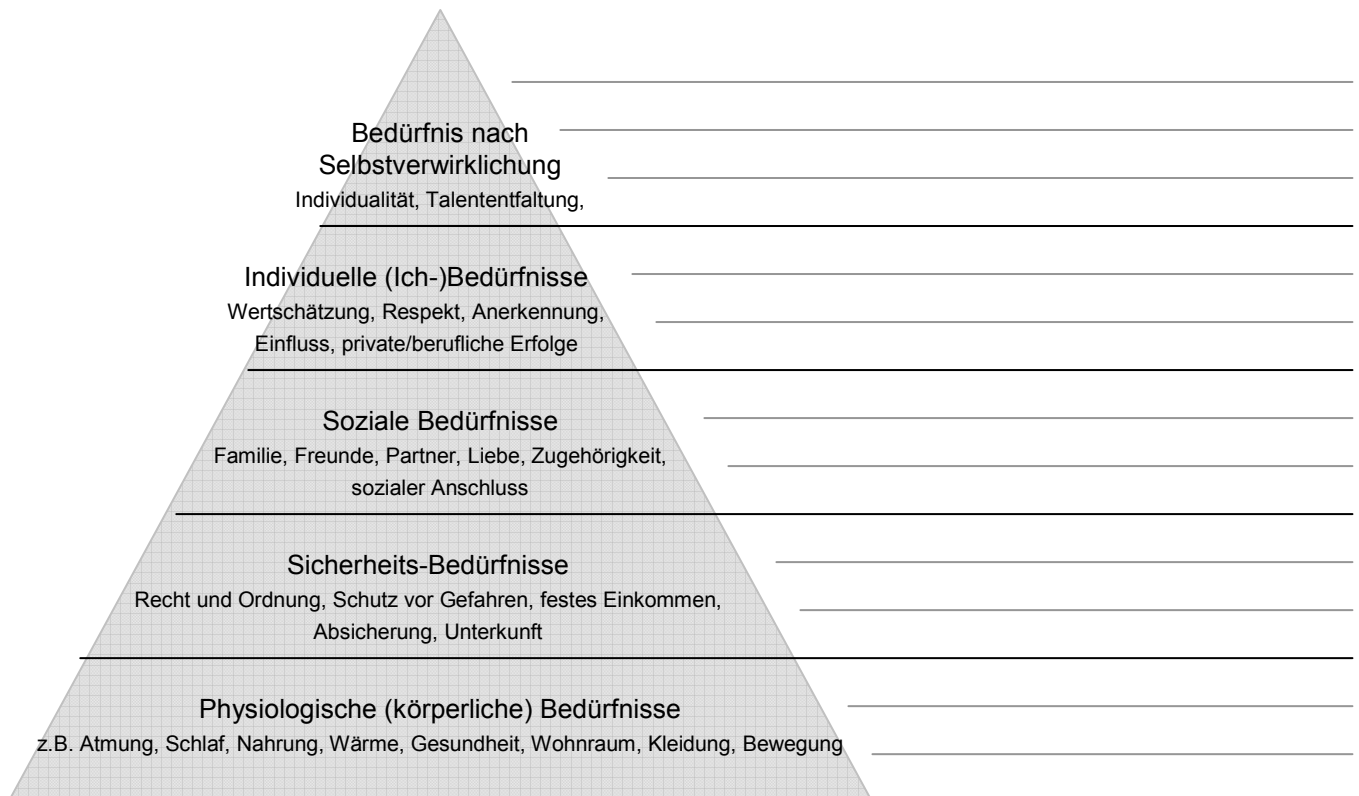 Bedürfnis nach
Selbstverwirklichung
Individualität, Talententfaltung,
Individuelle (Ich-)Bedürfnisse
Wertschätzung, Respekt, Anerkennung,
Einfluss, private/berufliche Erfolge
Soziale Bedürfnisse
Familie, Freunde, Partner, Liebe, Zugehörigkeit,
sozialer Anschluss
Sicherheits-Bedürfnisse
Recht und Ordnung, Schutz vor Gefahren, festes Einkommen,
Absicherung, Unterkunft
Physiologische (körperliche) Bedürfnisse
z.B. Atmung, Schlaf, Nahrung, Wärme, Gesundheit, Wohnraum, Kleidung, Bewegung